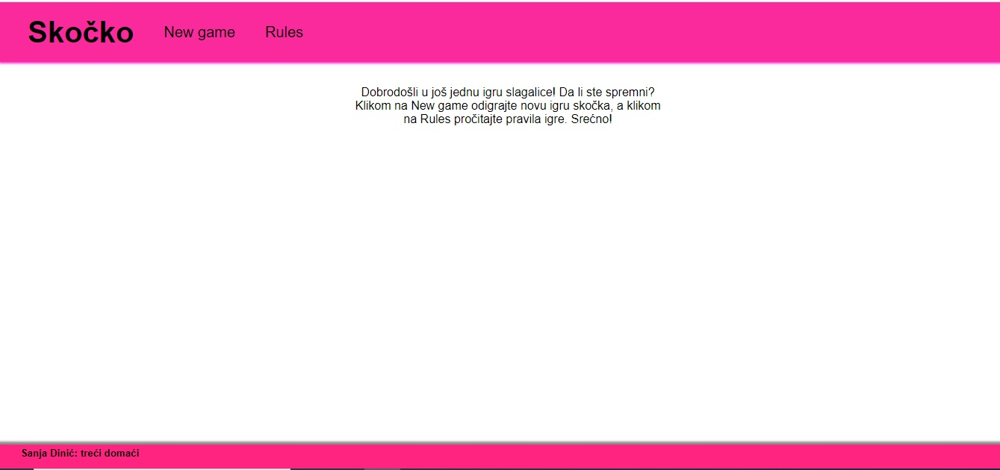 Skočko New game Rules
Dobrodošli u još jednu igru slagalice! Da li ste spremni?
Klikom na New game odigrajte novu igru skočka, a klikom
na Rules pročitajte pravila igre. Srećno!
Sanja Dinić: treći domaći